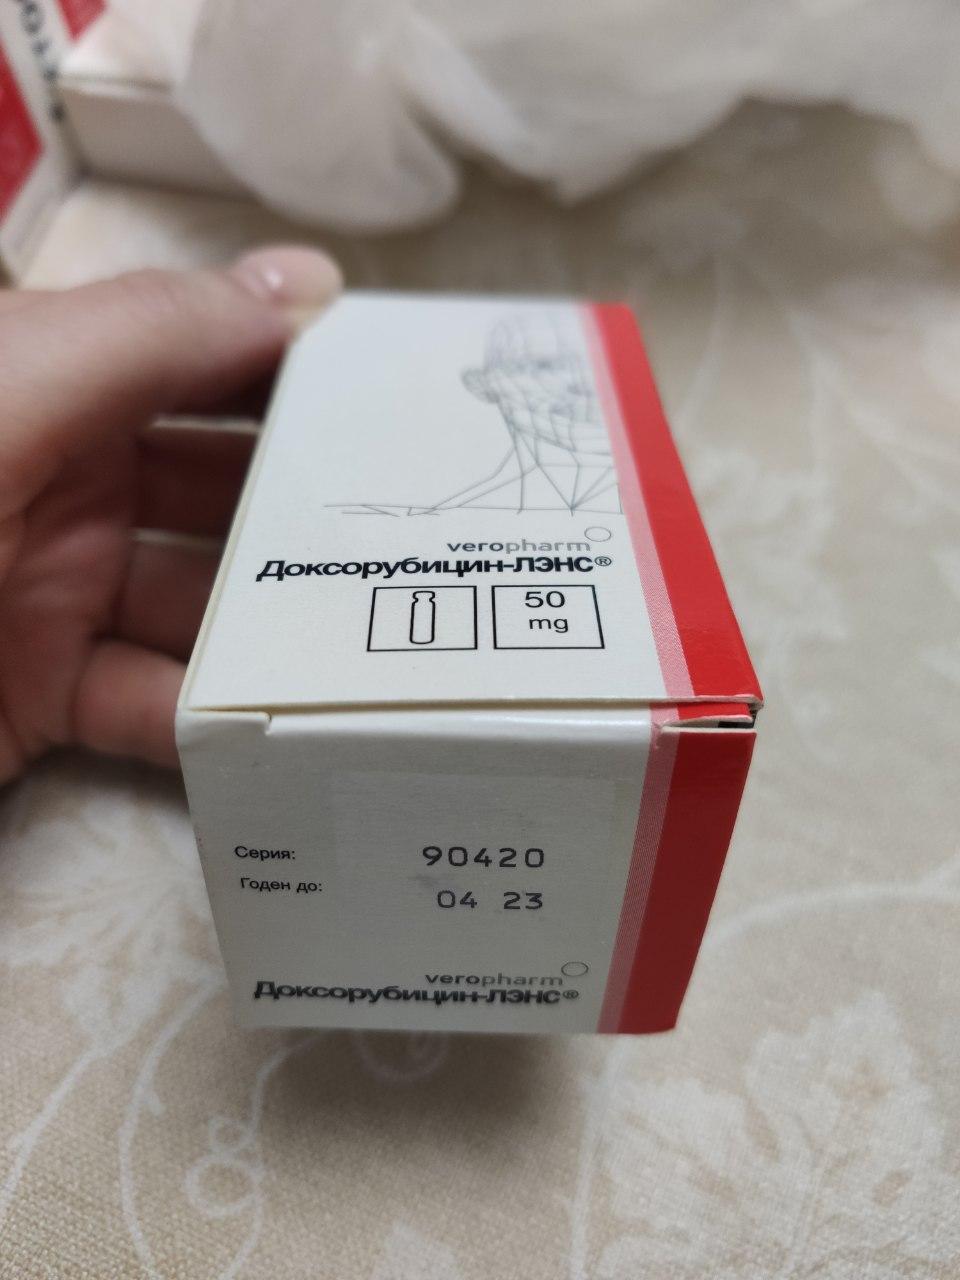 veropharm
Доксорубицин-ЛЭНС®
50
mg
Серия: 90420
Годен до: 04 23
veropharm
Доксорубицин-ЛЭНС®